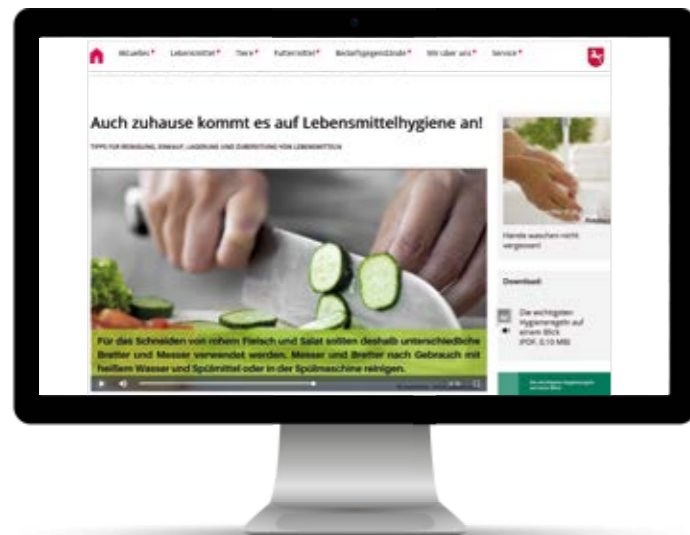 Aktuelles Lebensmittel Tiere Futtermittel Bedarfsgegenstände Wir über uns Service
Auch zuhause kommt es auf Lebensmittelhygiene an!
TIPPS FÜR REINIGUNG, EINKAUF, LAGERUNG UND ZUBEREITUNG VON LEBENSMITTELN
Für das Schneiden von rohem Fleisch und Salat sollten deshalb unterschiedliche
Bretter und Messer verwendet werden. Messer und Bretter nach Gebrauch mit
heißem Wasser und Spülmittel oder in der Spülmaschine reinigen.
Hände waschen nicht
vergessen!
Download:
Die wichtigsten
Hygieneregeln auf
einem Blick
(PDF, 0,10 MB)